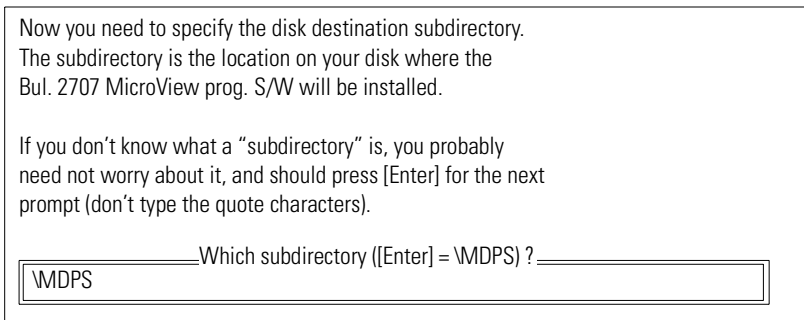 Now you need to specify the disk destination subdirectory.
The subdirectory is the location on your disk where the
Bul. 2707 MicroView prog. S/W will be installed.
If you don’t know what a “subdirectory” is, you probably
need not worry about it, and should press [Enter] for the next
prompt (don’t type the quote characters).
Which subdirectory ([Enter] = \MDPS) ?
\MDPS